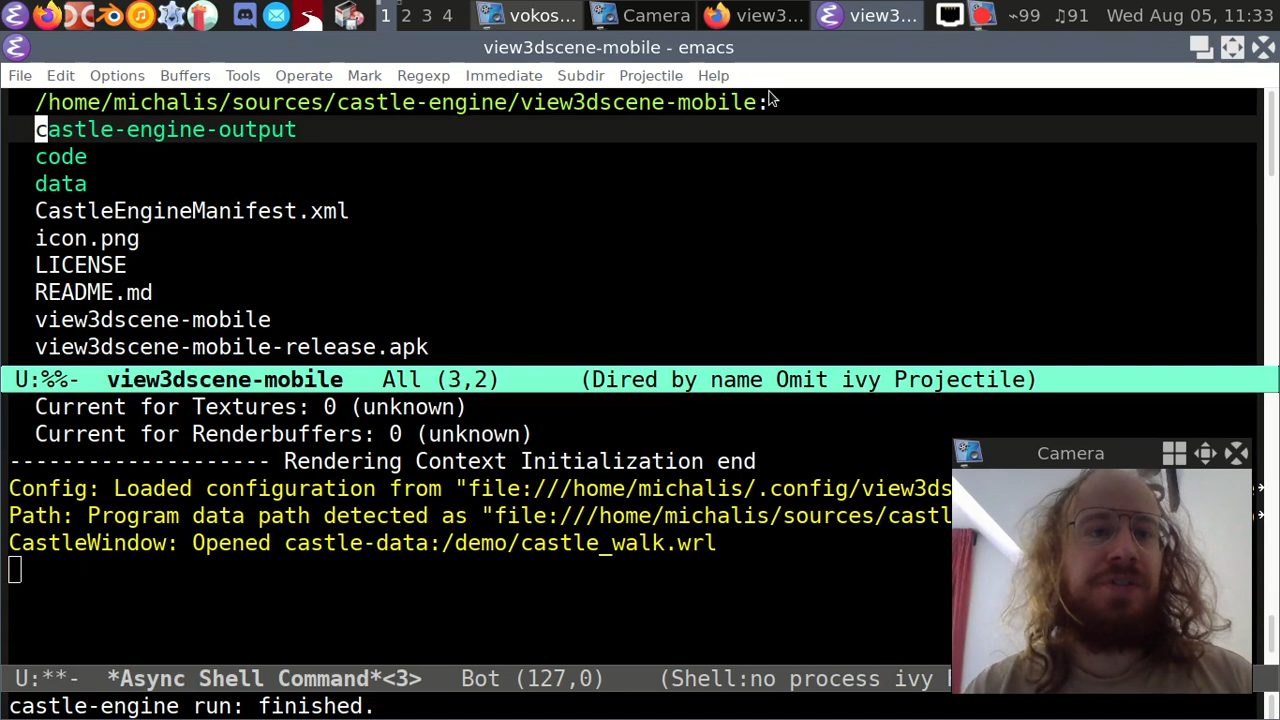 1 2 3 4 vokos... Camera view3... view3... ~99 ♫91 Wed Aug 05, 11:33
view3dscene-mobile - emacs
File Edit Options Buffers Tools Operate Mark Regexp Immediate Subdir Projectile Help
/home/michalis/sources/castle-engine/view3dscene-mobile:
castle-engine-output
code
data
CastleEngineManifest.xml
icon.png
LICENSE
README.md
view3dscene-mobile
view3dscene-mobile-release.apk
U:%%- view3dscene-mobile All (3,2) (Dired by name Omit ivy Projectile)
Current for Textures: 0 (unknown)
Current for Renderbuffers: 0 (unknown)
-------------------- Rendering Context Initialization end
Config: Loaded configuration from "file:///home/michalis/.config/view3ds
Path: Program data path detected as "file:///home/michalis/sources/castl
CastleWindow: Opened castle-data:/demo/castle_walk.wrl
Camera
U:**- *Async Shell Command*<3> Bot (127,0) (Shell:no process ivy
castle-engine run: finished.